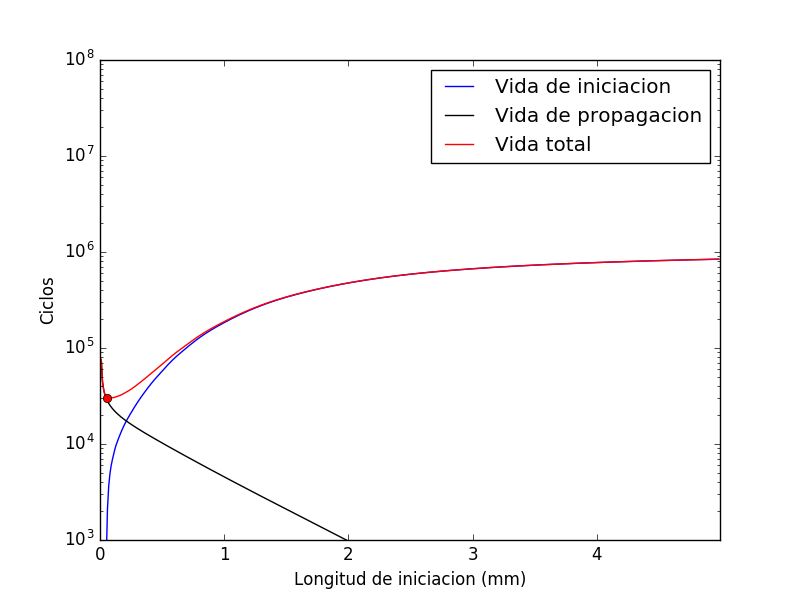 10^8
10^7
10^6
10^5
10^4
10^3
Ciclos
Vida de iniciacion
Vida de propagacion
Vida total
0 1 2 3 4
Longitud de iniciacion (mm)